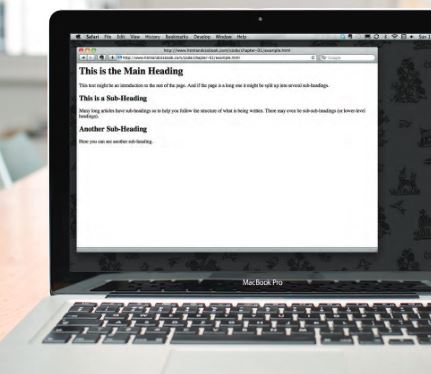 Safari File Edit View History Bookmarks Develop Window Help
http://www.htmlandcssbook.com/code/chapter-01/example.html
http://www.htmlandcssbook.com/code/chapter-01/example.html Google
This is the Main Heading
This text might be an introduction to the rest of the page. And if the page is a long one it might be split up into several sub-headings.
This is a Sub-Heading
Many long articles have sub-headings so to help you follow the structure of what is being written. There may even be sub-sub-headings (or lower-level
headings).
Another Sub-Heading
Here you can see another sub-heading.
MacBook Pro